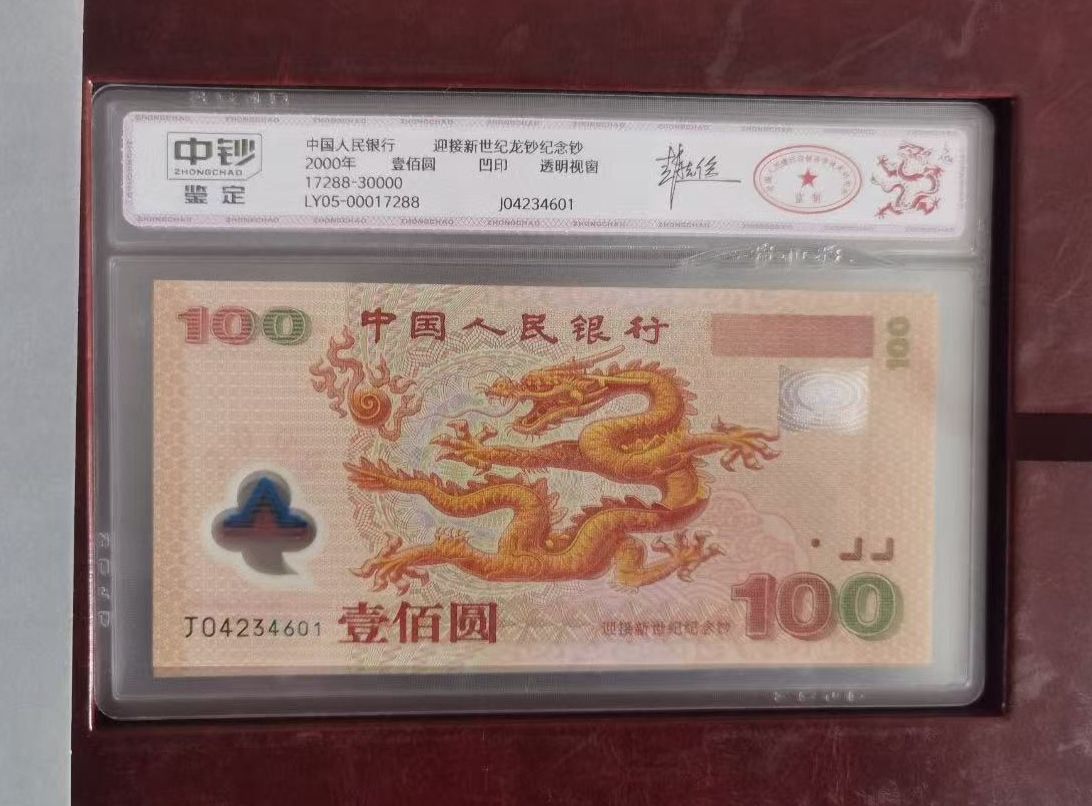 中钞
ZHONGCHAO
鉴定
中国人民银行 迎接新世纪龙钞纪念钞
2000年 壹佰圆 凹印 透明视窗
17288-30000
LY05-00017288 J04234601
100 中国人民银行
100
J04234601 壹佰圆 迎接新世纪纪念钞 100